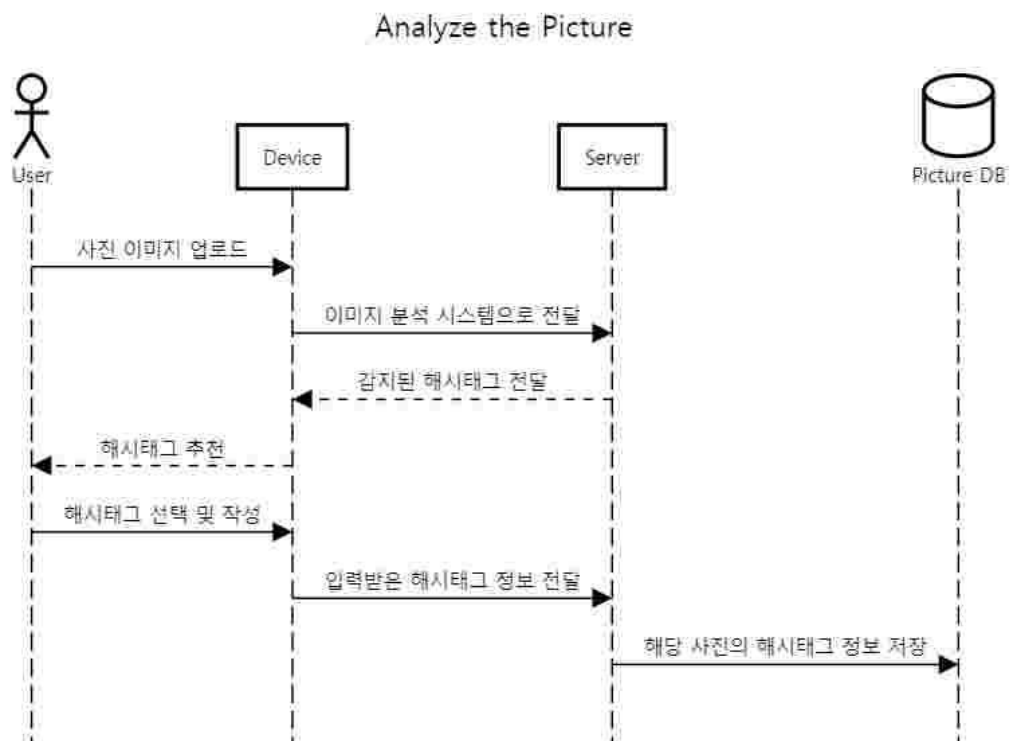 Analyze the Picture
User
Device
Server
Picture DB
사진 이미지 업로드
이미지 분석 시스템으로 전달
감지된 해시태그 전달
해시태그 추천
해시태그 선택 및 작성
입력받은 해시태그 정보 전달
해당 사진의 해시태그 정보 저장